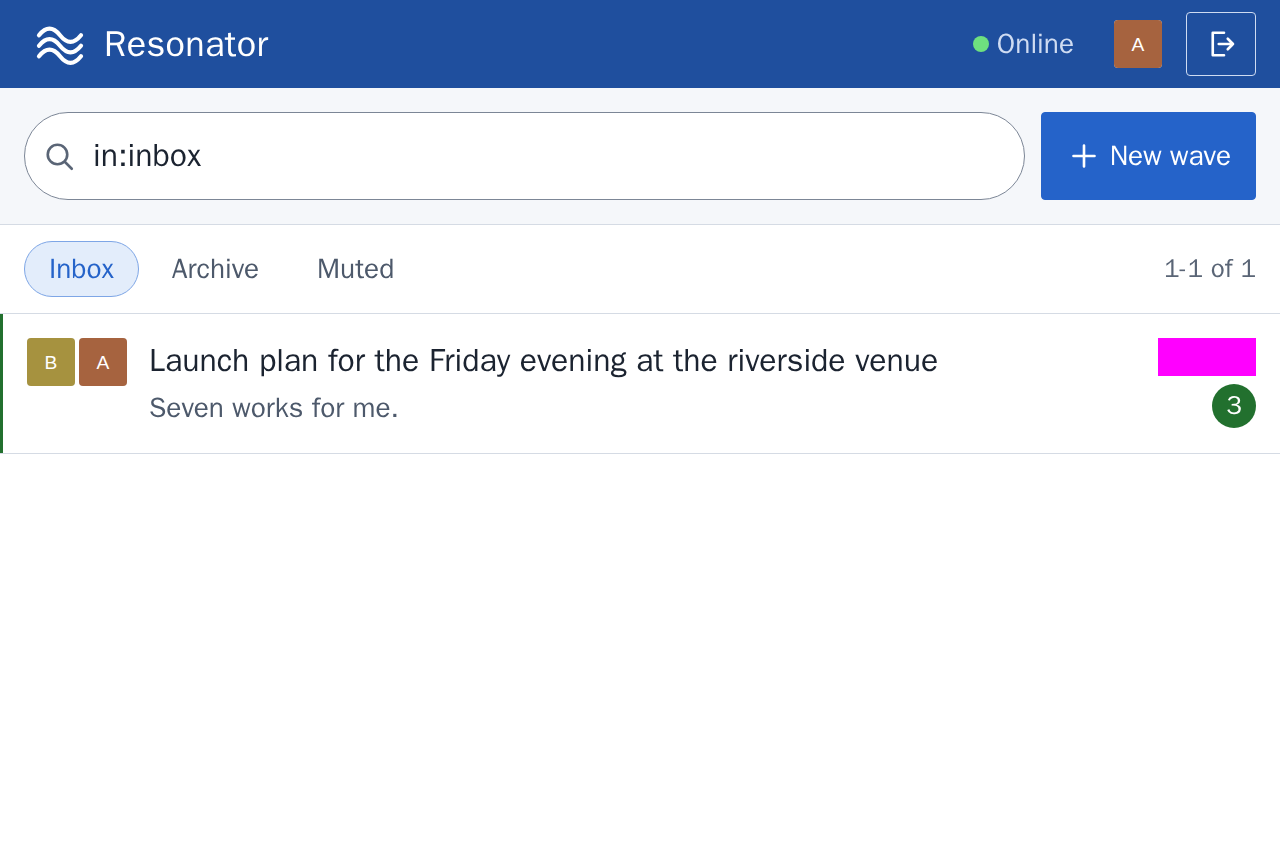 Resonator
Online
A
in:inbox
New wave
Inbox
Archive
Muted
1-1 of 1
B
A
Launch plan for the Friday evening at the riverside venue
Seven works for me.
3